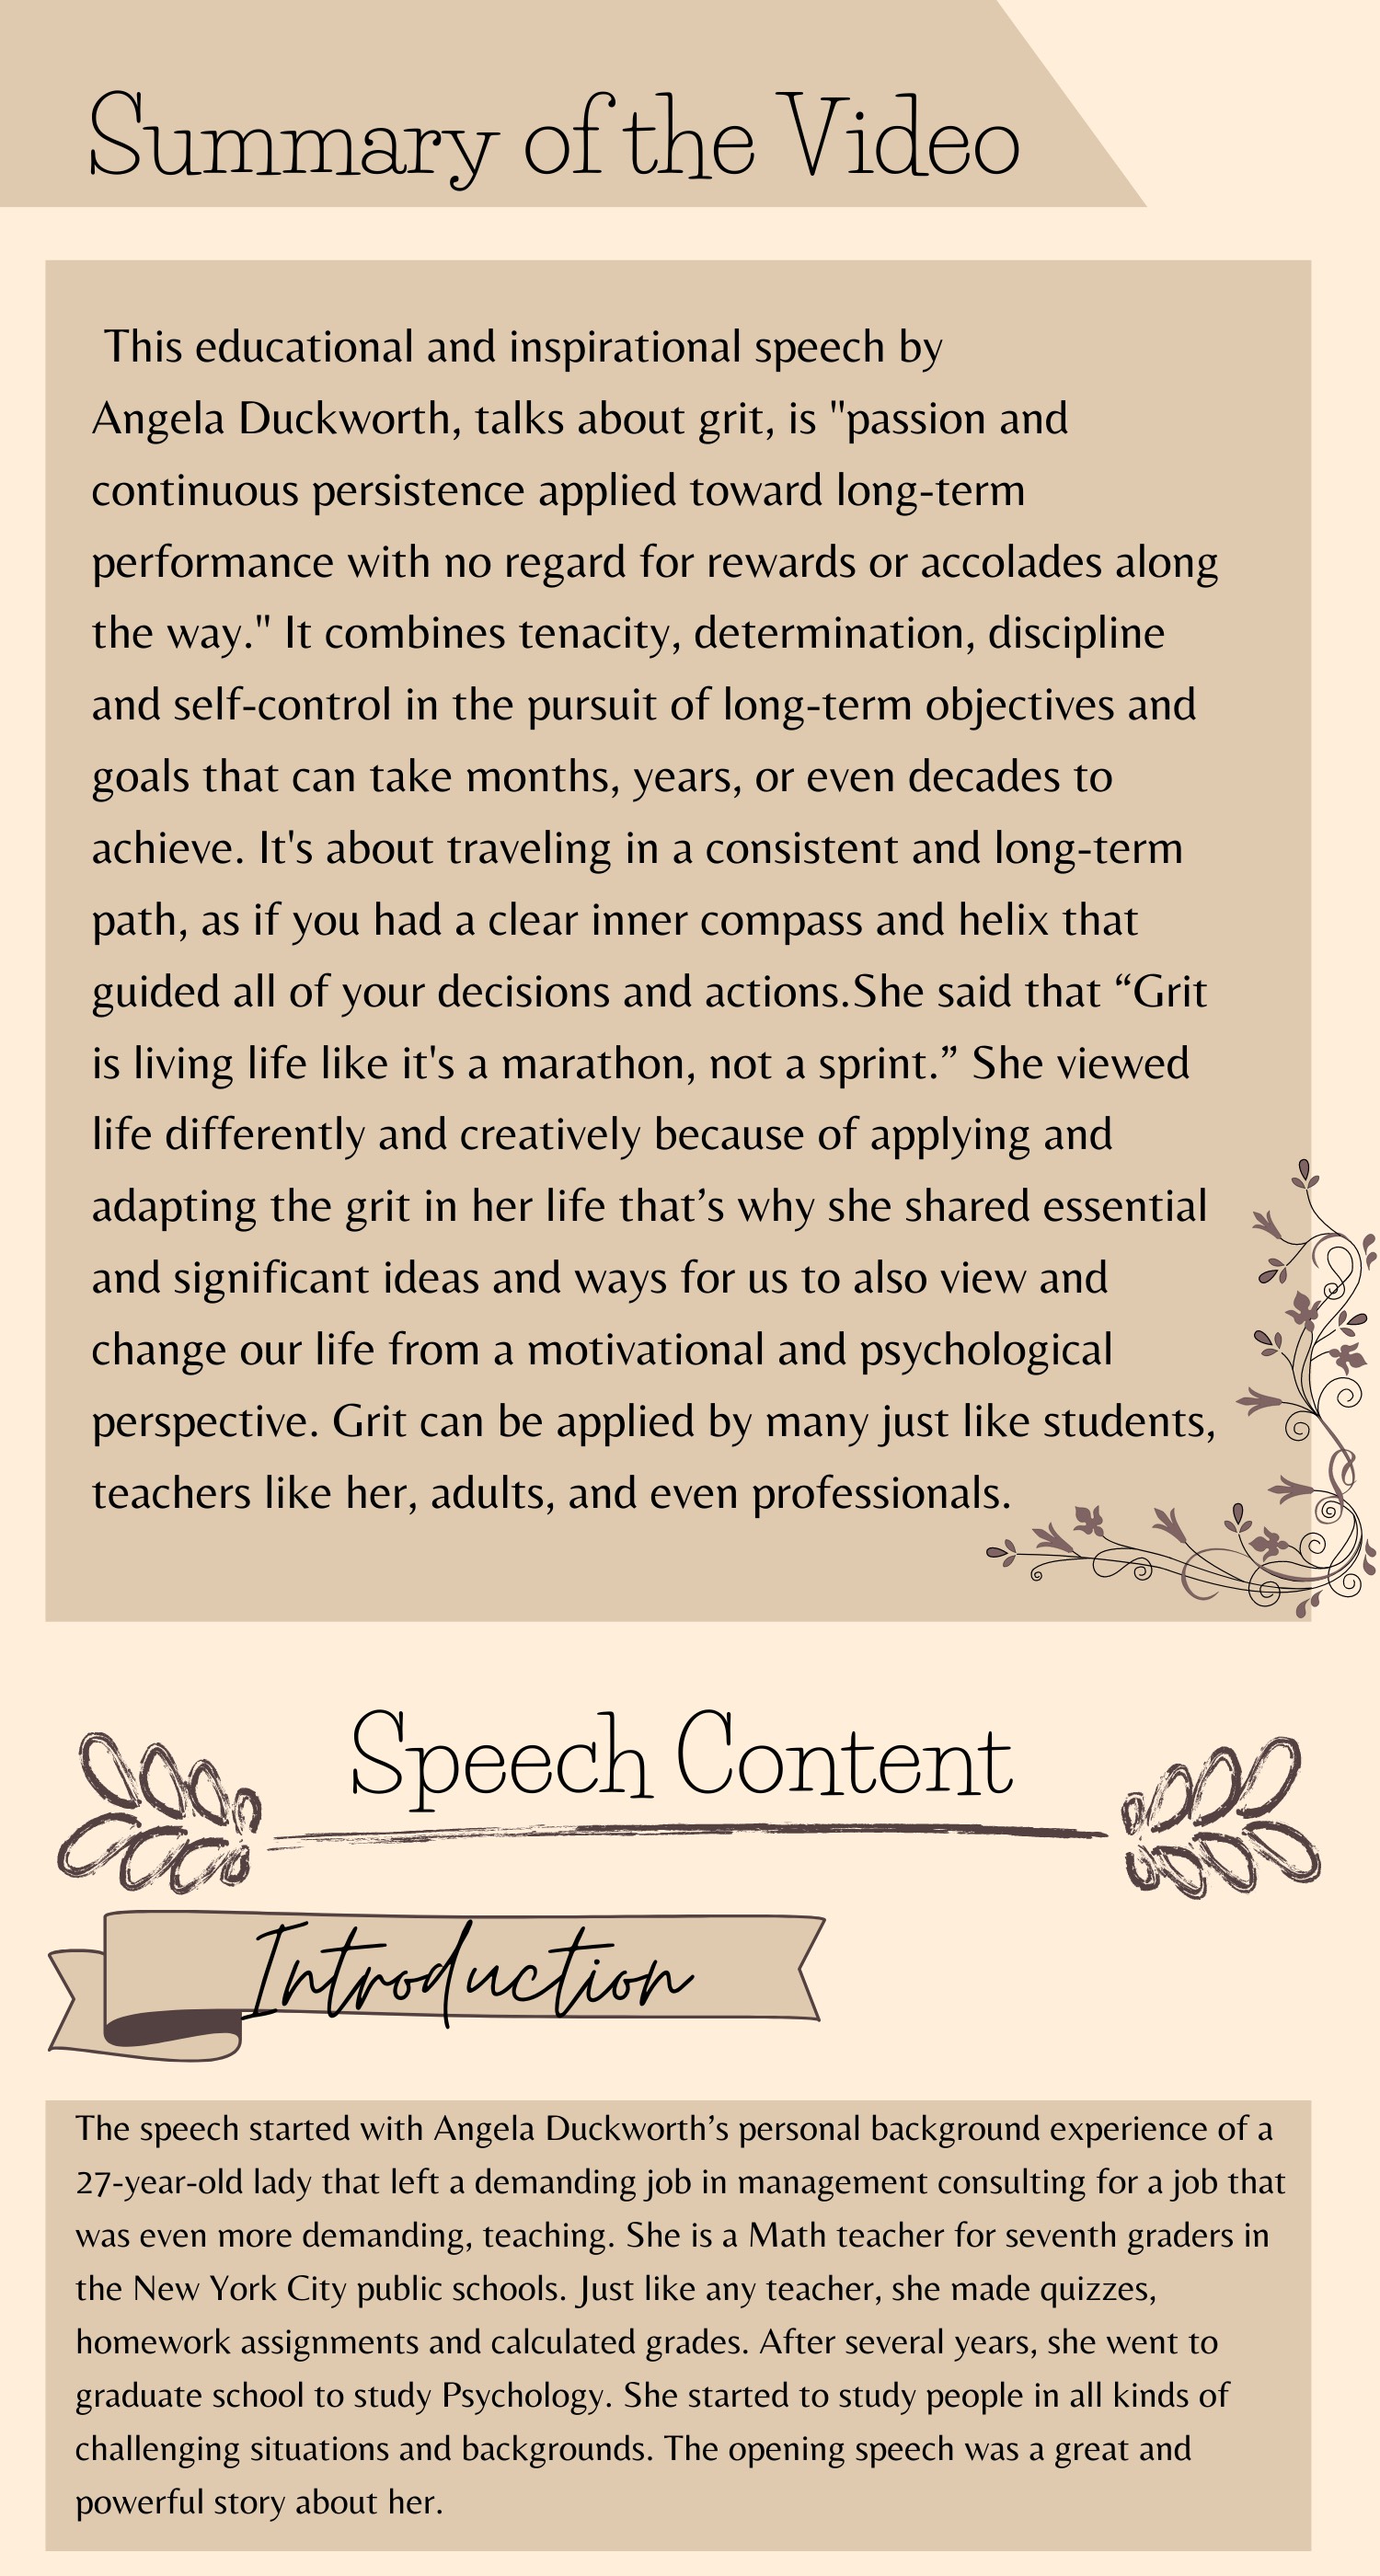 Summary of the Video
This educational and inspirational speech by
Angela Duckworth, talks about grit, is "passion and
continuous persistence applied toward long-term
performance with no regard for rewards or accolades along
the way." It combines tenacity, determination, discipline
and self-control in the pursuit of long-term objectives and
goals that can take months, years, or even decades to
achieve. It's about traveling in a consistent and long-term
path, as if you had a clear inner compass and helix that
guided all of your decisions and actions.She said that “Grit
is living life like it's a marathon, not a sprint.” She viewed
life differently and creatively because of applying and
adapting the grit in her life that’s why she shared essential
and significant ideas and ways for us to also view and
change our life from a motivational and psychological
perspective. Grit can be applied by many just like students,
teachers like her, adults, and even professionals.
Speech Content
Introduction
The speech started with Angela Duckworth’s personal background experience of a
27-year-old lady that left a demanding job in management consulting for a job that
was even more demanding, teaching. She is a Math teacher for seventh graders in
the New York City public schools. Just like any teacher, she made quizzes,
homework assignments and calculated grades. After several years, she went to
graduate school to study Psychology. She started to study people in all kinds of
challenging situations and backgrounds. The opening speech was a great and
powerful story about her.